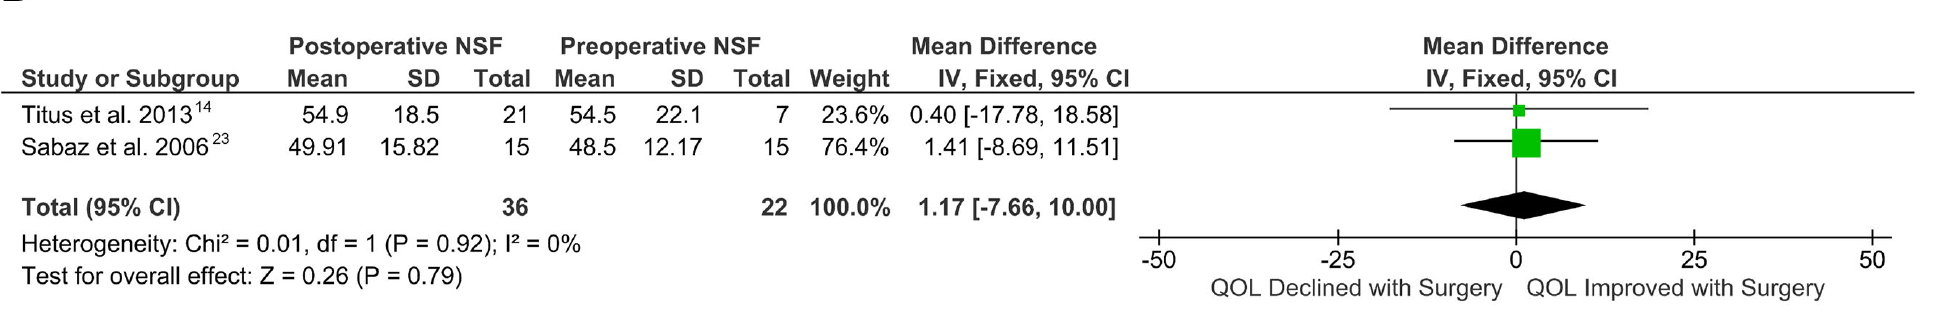 Postoperative NSF Preoperative NSF Mean Difference Mean Difference
Study or Subgroup Mean SD Total Mean SD Total Weight IV, Fixed, 95% CI IV, Fixed, 95% CI
Titus et al. 2013¹⁴ 54.9 18.5 21 54.5 22.1 7 23.6% 0.40 [-17.78, 18.58]
Sabaz et al. 2006²³ 49.91 15.82 15 48.5 12.17 15 76.4% 1.41 [-8.69, 11.51]
Total (95% CI) 36 22 100.0% 1.17 [-7.66, 10.00]
Heterogeneity: Chi² = 0.01, df = 1 (P = 0.92); I² = 0%
Test for overall effect: Z = 0.26 (P = 0.79)
-50 -25 0 25 50
QOL Declined with Surgery QOL Improved with Surgery